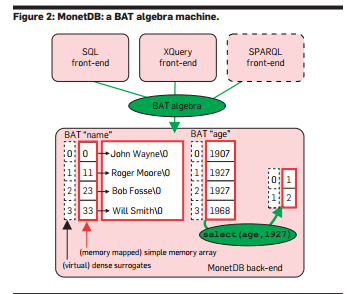 Figure 2: MonetDB: a BAT algebra machine.
SQL
front-end
XQuery
front-end
SPARQL
front-end
BAT algebra
BAT "name"
BAT "age"
0 0 John Wayne\0 0 1907
1 11 Roger Moore\0 1 1927
2 23 Bob Fosse\0 2 1927
3 33 Will Smith\0 3 1968
0 1
1 2
select(age,1927)
(memory mapped) simple memory array
(virtual) dense surrogates
MonetDB back-end